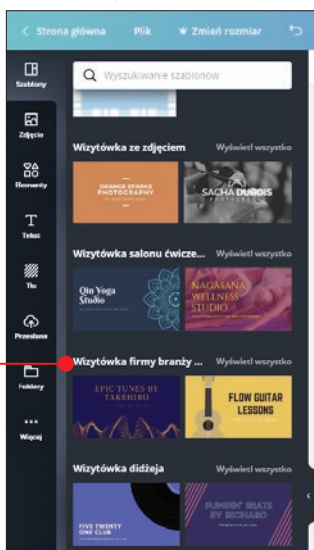 Strona główna Plik Zmień rozmiar
Szablony
Zdjęcie
Elementy
Tekst
Tło
Przesłane
Foldery
Więcej
Wyszukiwanie szablonów
Wizytówka ze zdjęciem Wyświetl wszystko
ORANGE SPARKS
PHOTOGRAPHY
SACHA DUBOIS
PHOTOGRAPHY
Wizytówka salonu ćwicze... Wyświetl wszystko
Qin Yoga
Studio
NAGASANA
WELLNESS
STUDIO
Wizytówka firmy branży ... Wyświetl wszystko
EPIC TUNES BY
TAKEHIRO
FLOW GUITAR
LESSONS
Wizytówka didżeja Wyświetl wszystko
FIVE TWENTY
ONE CLUB
PUMPIN' BEATS
BY RICHARD